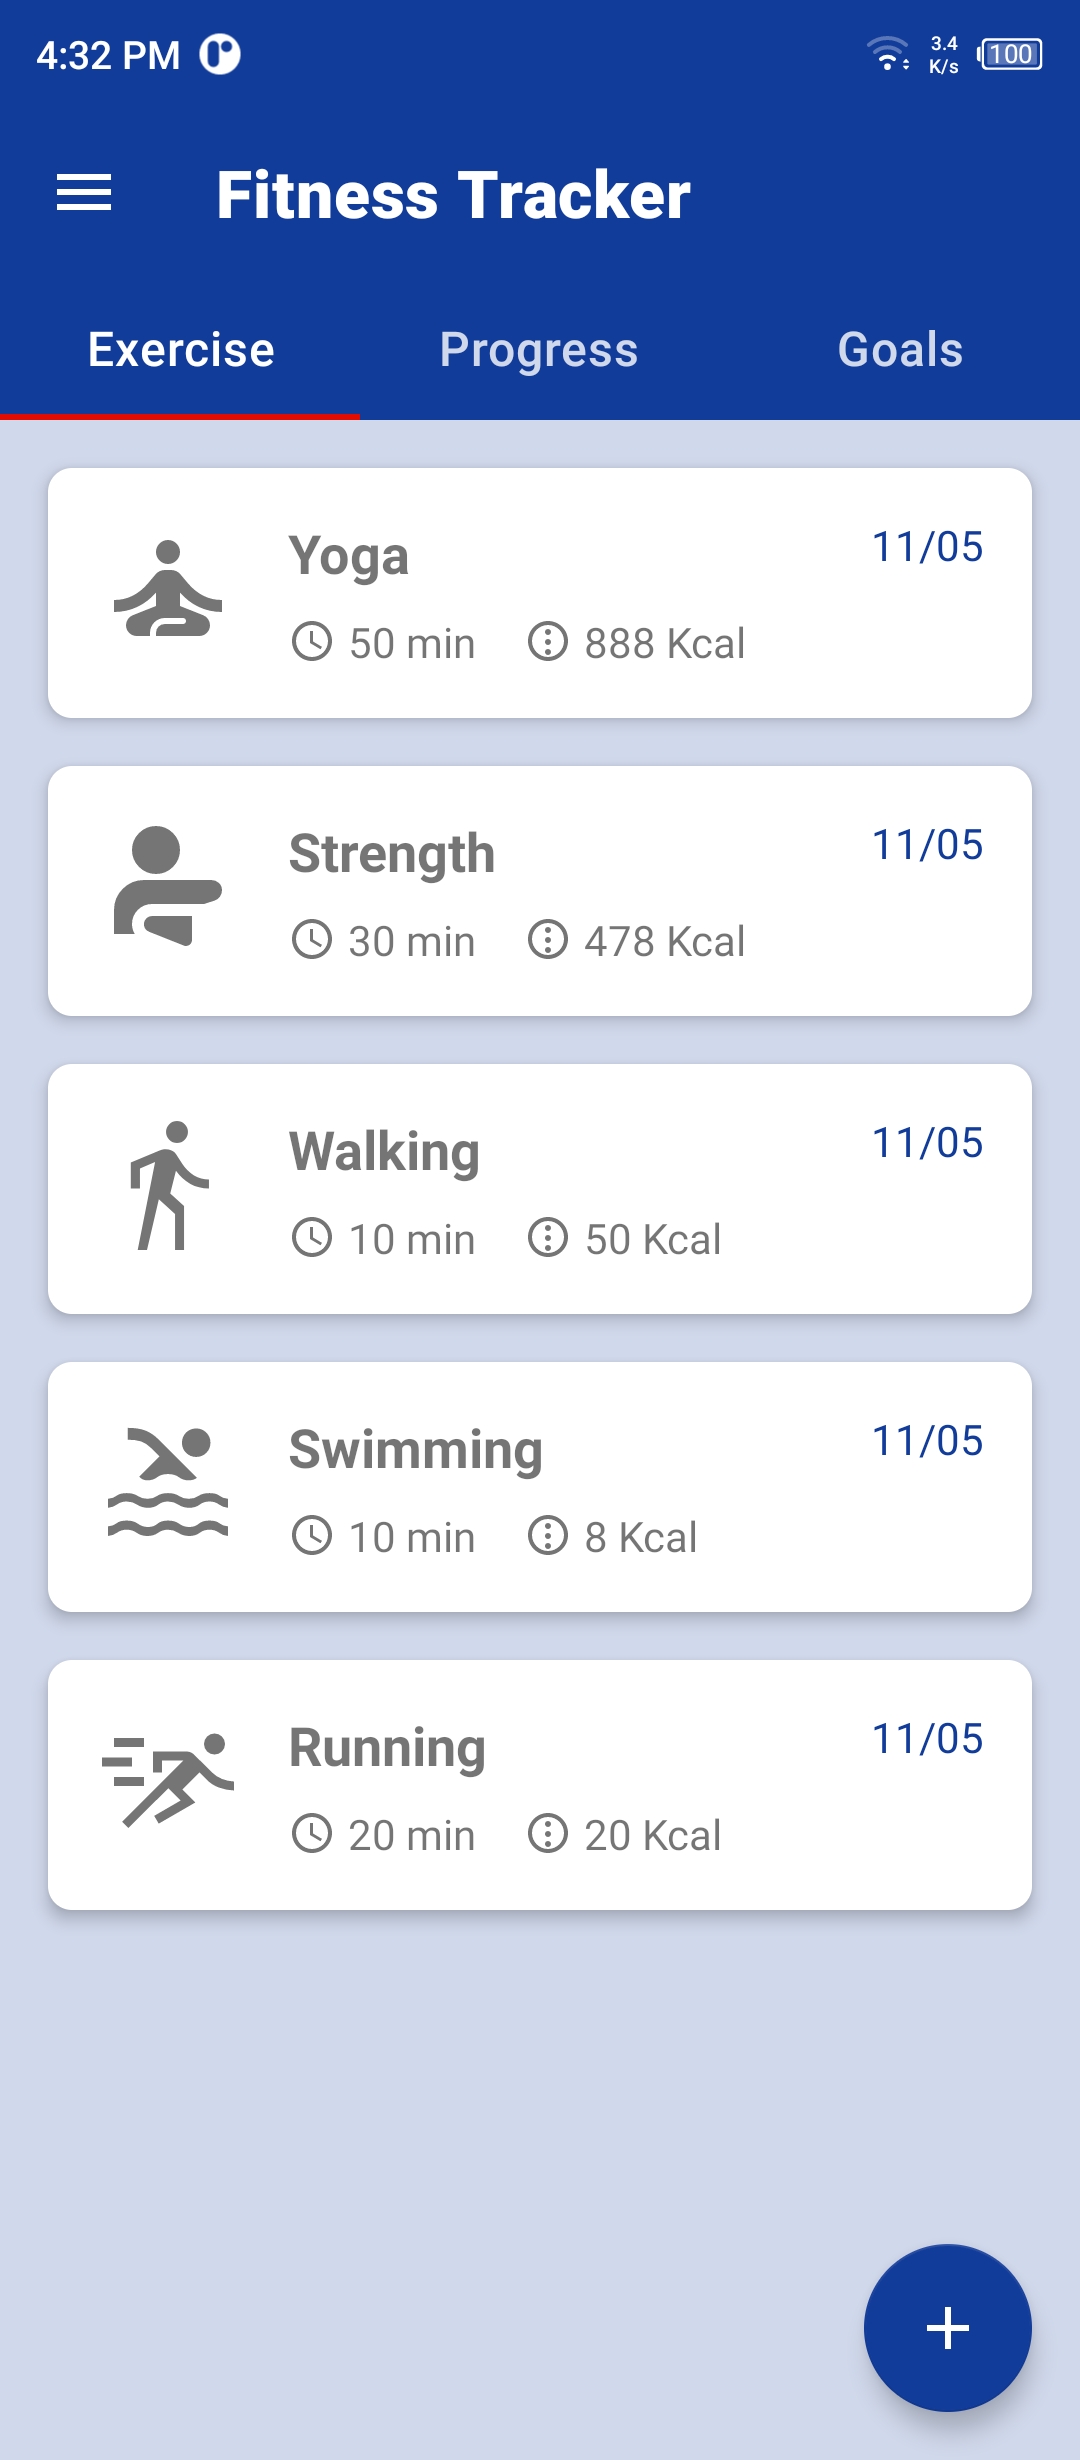 4:32 PM
3.4
K/s
100
Fitness Tracker
Exercise
Progress
Goals
Yoga
11/05
50 min
888 Kcal
Strength
11/05
30 min
478 Kcal
Walking
11/05
10 min
50 Kcal
Swimming
11/05
10 min
8 Kcal
Running
11/05
20 min
20 Kcal